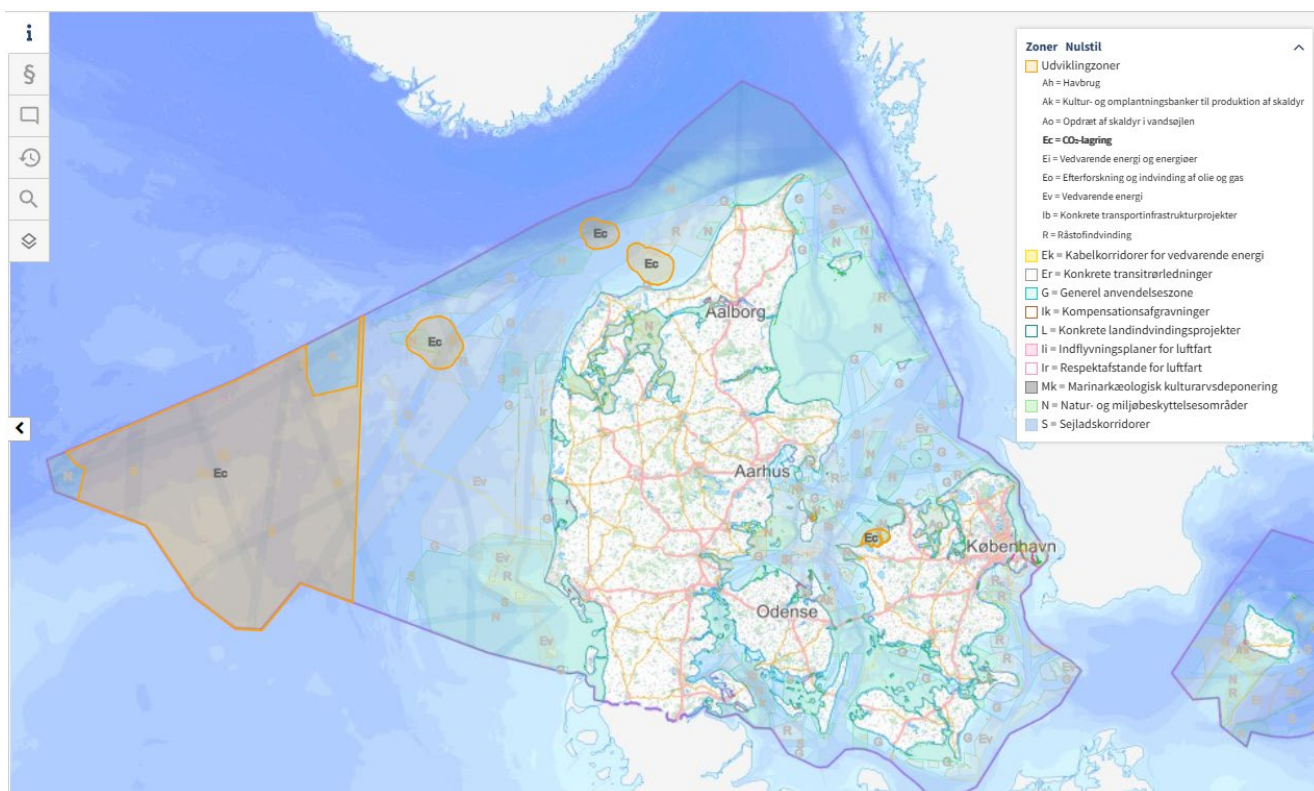 i
§
Zoner Nulstil
Udviklingzoner
Ah = Havbrug
Ak = Kultur- og omplantningsbanker til produktion af skaldyr
Ao = Opdræt af skaldyr i vandsøjlen
Ec = CO₂-lagring
Ei = Vedvarende energi og energiøer
Eo = Efterforskning og indvinding af olie og gas
Ev = Vedvarende energi
Ib = Konkrete transportinfrastrukturprojekter
R = Råstofindvinding
Ek = Kabelkorridorer for vedvarende energi
Er = Konkrete transitrørledninger
G = Generel anvendelseszone
Ik = Kompensationsafgravninger
L = Konkrete landindvindingsprojekter
Ii = Indflyvningsplaner for luftfart
Ir = Respektafstande for luftfart
Mk = Marinarkæologisk kulturarvsdeponering
N = Natur- og miljøbeskyttelsesområder
S = Sejladskorridorer
Ec
Ec
Ec
Aalborg
Ec
Aarhus
Ec
København
Odense